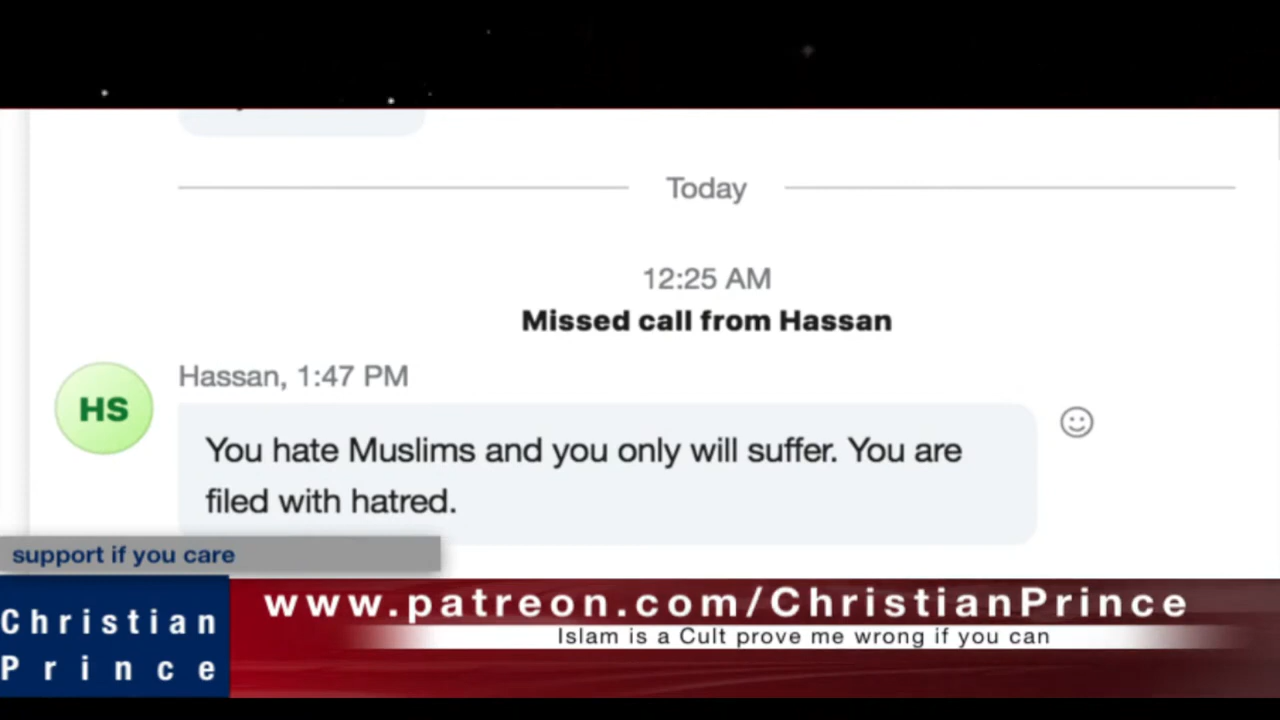 Today
12:25 AM
Missed call from Hassan
Hassan, 1:47 PM
HS
You hate Muslims and you only will suffer. You are
filed with hatred.
support if you care
Christian
Prince
www.patreon.com/ChristianPrince
Islam is a Cult prove me wrong if you can